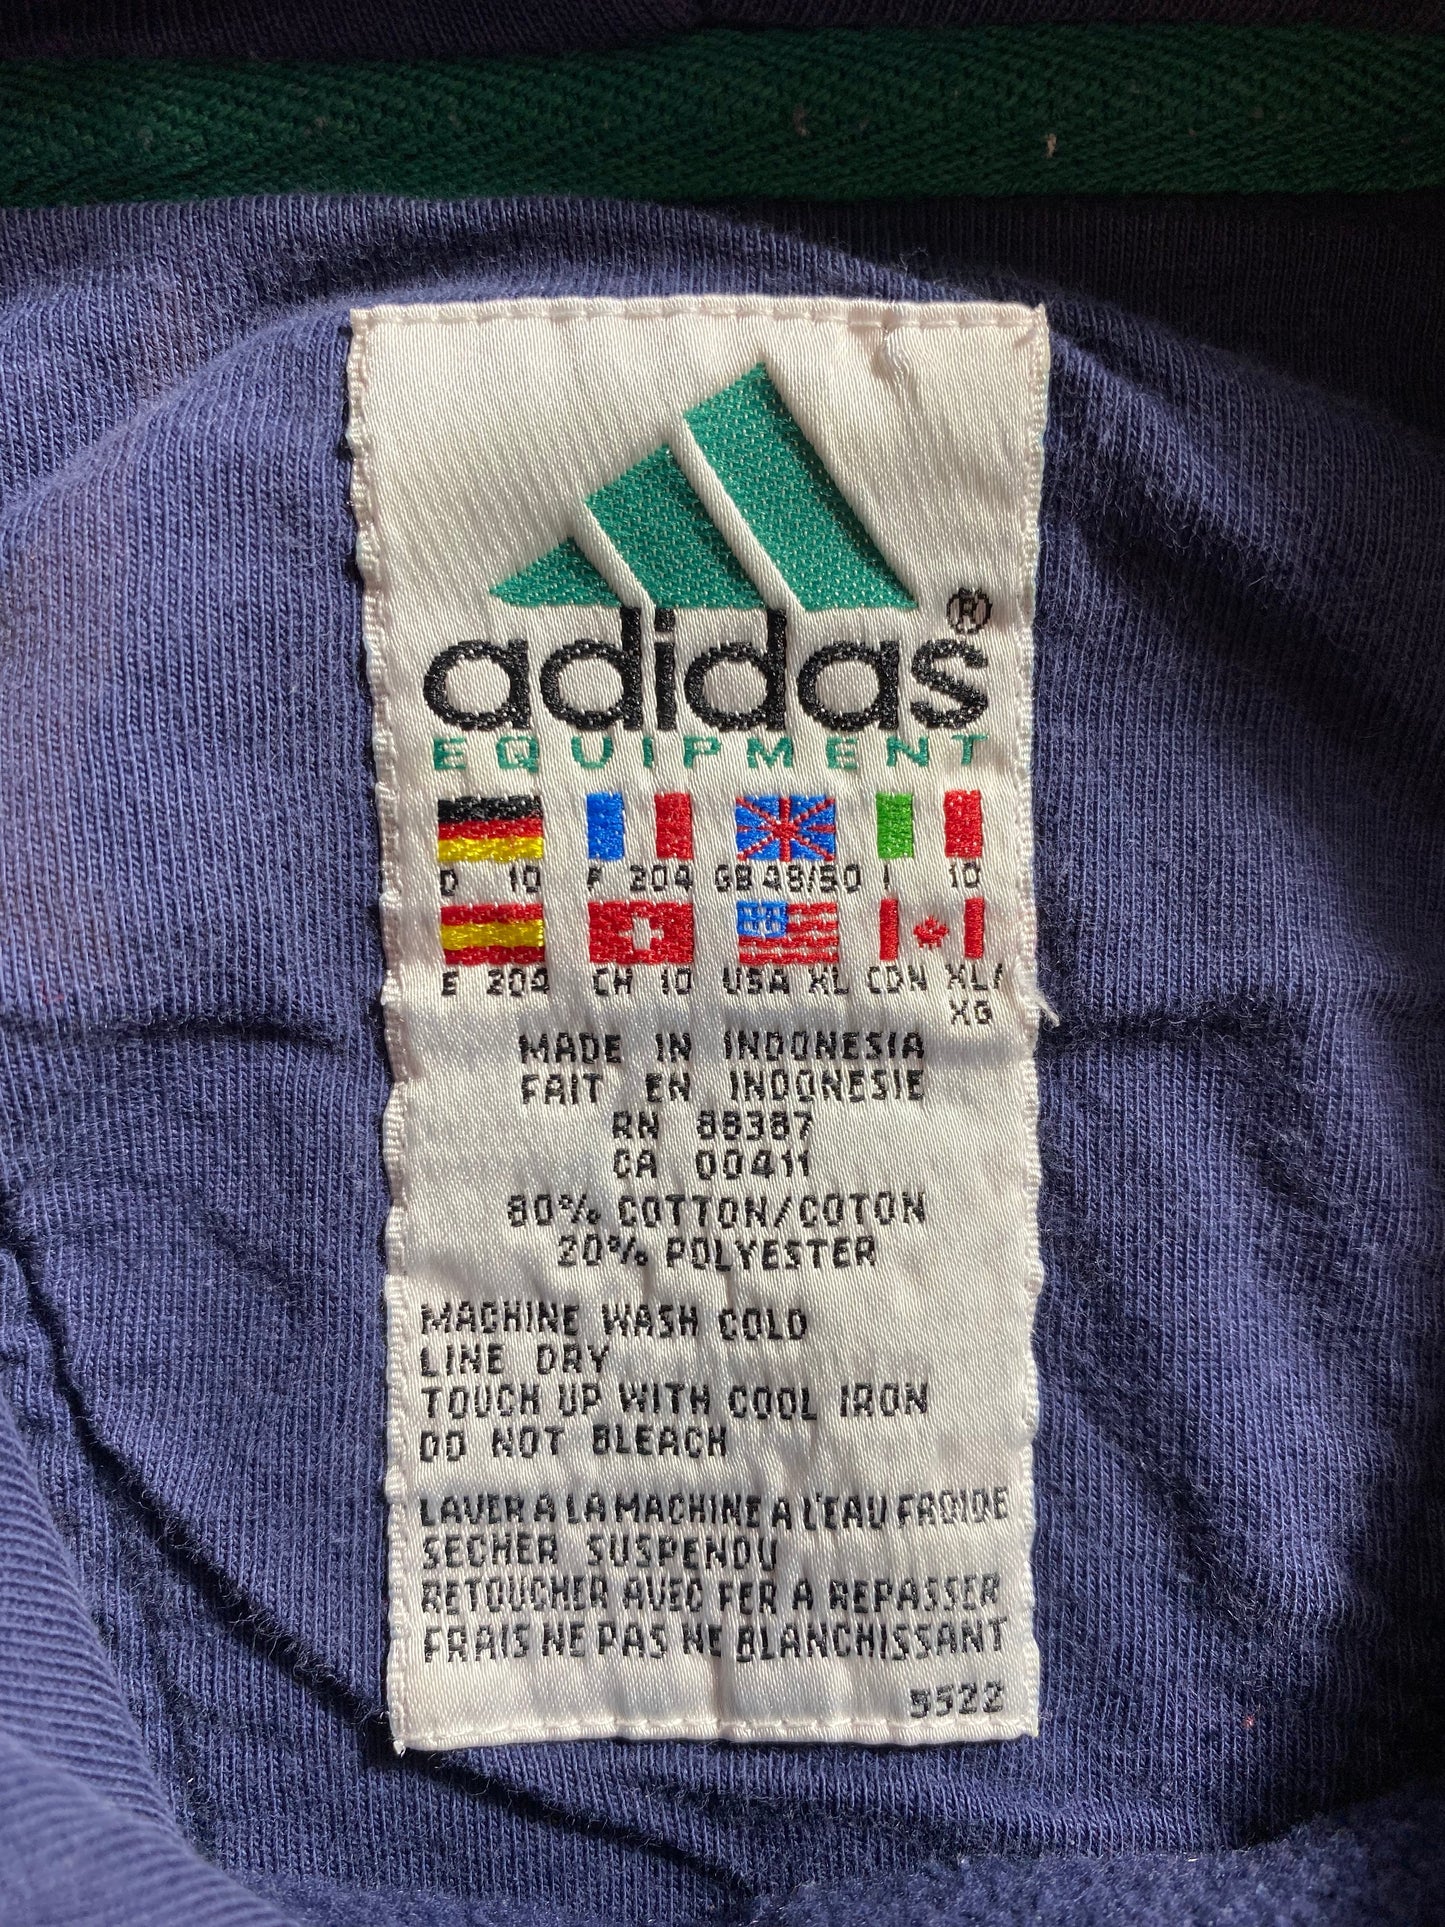 adidas®
EQUIPMENT
D 10 F 204 GB 48/50 I 10
E 204 CH 10 USA XL CDN XL/
XG
MADE IN INDONESIA
FAIT EN INDONESIE
RN 88387
CA 00411
80% COTTON/COTON
20% POLYESTER
MACHINE WASH COLD
LINE DRY
TOUCH UP WITH COOL IRON
DO NOT BLEACH
LAVER A LA MACHINE A L'EAU FROIDE
SECHER SUSPENDU
RETOUCHER AVEC FER A REPASSER
FRAIS NE PAS NE BLANCHISSANT
5522